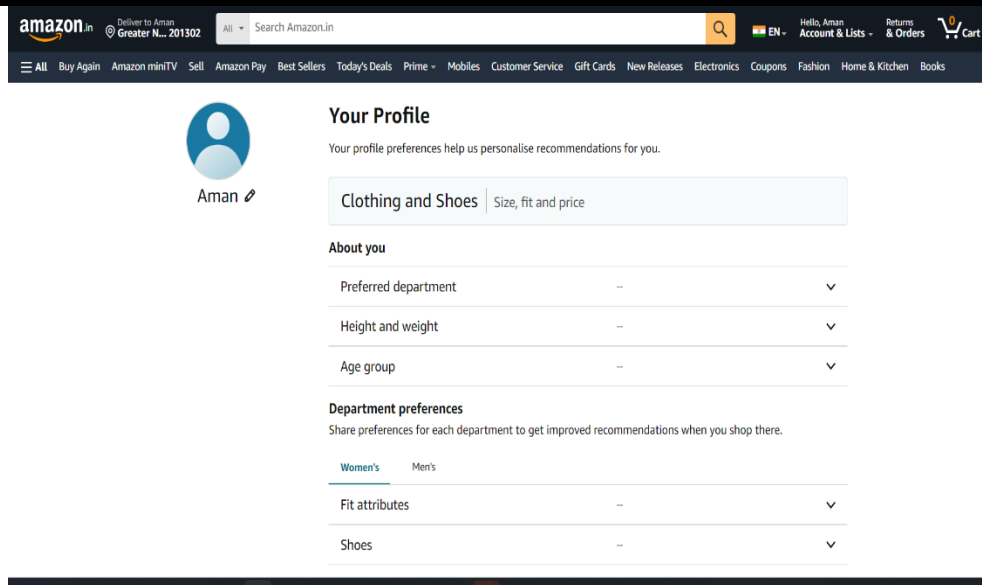 amazon.in
Deliver to Aman
Greater N... 201302
All
Search Amazon.in
EN
Hello, Aman
Account & Lists
Returns
& Orders
0
Cart
All Buy Again Amazon miniTV Sell Amazon Pay Best Sellers Today's Deals Prime Mobiles Customer Service Gift Cards New Releases Electronics Coupons Fashion Home & Kitchen Books
Aman
Your Profile
Your profile preferences help us personalise recommendations for you.
Clothing and Shoes Size, fit and price
About you
Preferred department --
Height and weight --
Age group --
Department preferences
Share preferences for each department to get improved recommendations when you shop there.
Women's Men's
Fit attributes --
Shoes --